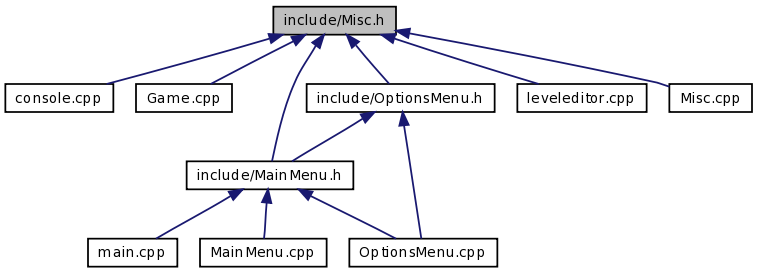 include/Misc.h
console.cpp
Game.cpp
include/OptionsMenu.h
leveleditor.cpp
Misc.cpp
include/MainMenu.h
main.cpp
MainMenu.cpp
OptionsMenu.cpp